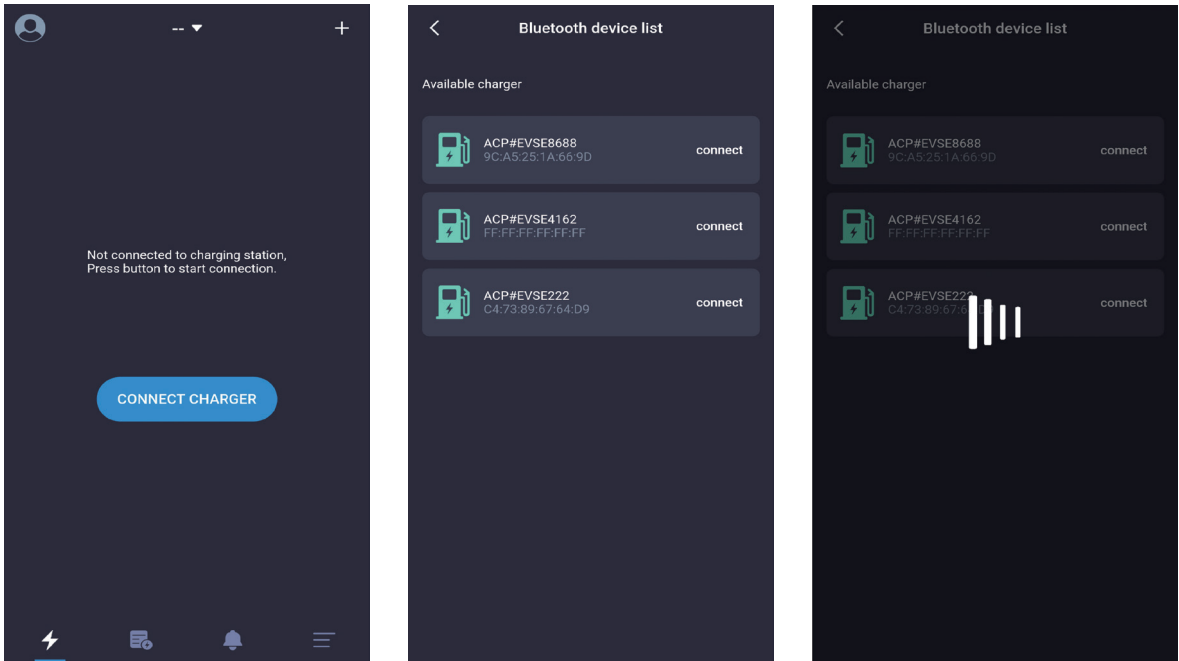 --
Not connected to charging station,
Press button to start connection.
CONNECT CHARGER
Bluetooth device list
Available charger
ACP#EVSE8688
9C:A5:25:1A:66:9D
connect
ACP#EVSE4162
FF:FF:FF:FF:FF:FF
connect
ACP#EVSE222
C4:73:89:67:64:D9
connect
Bluetooth device list
Available charger
ACP#EVSE8688
9C:A5:25:1A:66:9D
connect
ACP#EVSE4162
FF:FF:FF:FF:FF:FF
connect
ACP#EVSE222
connect